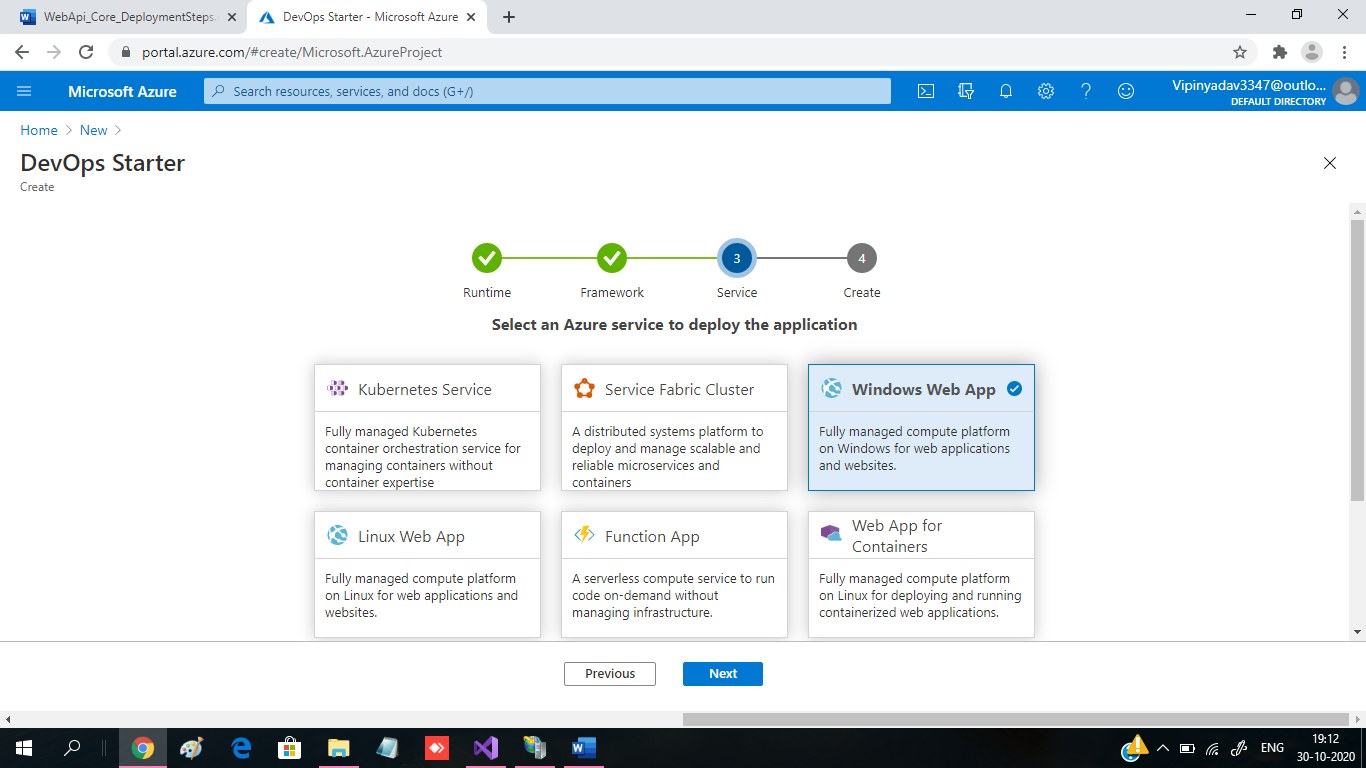 WebApi_Core_DeploymentSteps.
DevOps Starter - Microsoft Azure
portal.azure.com/#create/Microsoft.AzureProject
Microsoft Azure
Search resources, services, and docs (G+/)
Vipinyadav3347@outlo...
DEFAULT DIRECTORY
Home > New >
DevOps Starter
Create
3
4
Runtime
Framework
Service
Create
Select an Azure service to deploy the application
Kubernetes Service
Fully managed Kubernetes
container orchestration service for
managing containers without
container expertise
Service Fabric Cluster
A distributed systems platform to
deploy and manage scalable and
reliable microservices and
containers
Windows Web App
Fully managed compute platform
on Windows for web applications
and websites.
Linux Web App
Fully managed compute platform
on Linux for web applications and
websites.
Function App
A serverless compute service to run
code on-demand without
managing infrastructure.
Web App for
Containers
Fully managed compute platform
on Linux for deploying and running
containerized web applications.
Previous
Next
ENG
19:12
30-10-2020